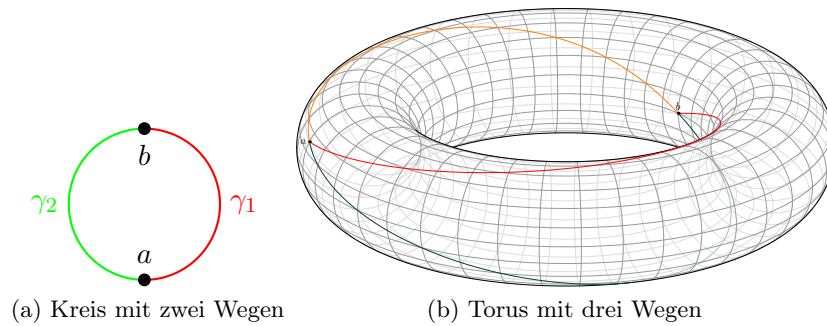 b
a
b
γ2
γ1
a
(a) Kreis mit zwei Wegen
(b) Torus mit drei Wegen